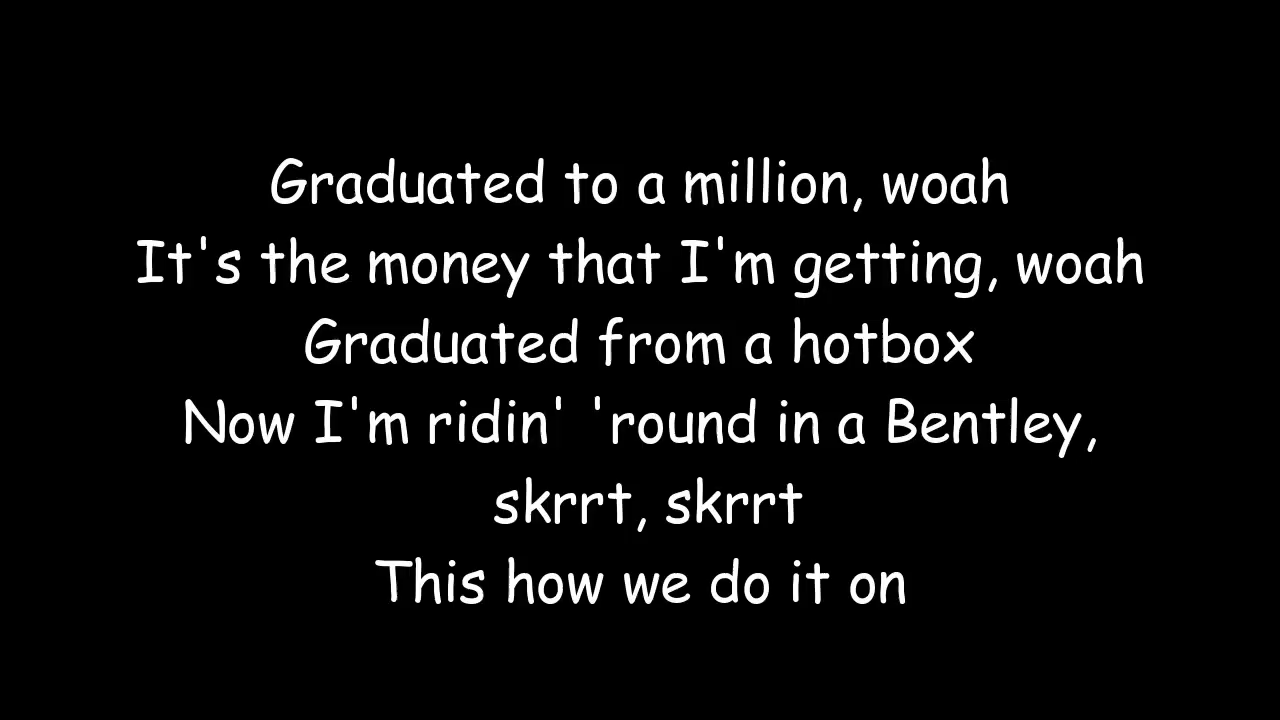 Graduated to a million, woah
It's the money that I'm getting, woah
Graduated from a hotbox
Now I'm ridin' 'round in a Bentley,
skrrt, skrrt
This how we do it on